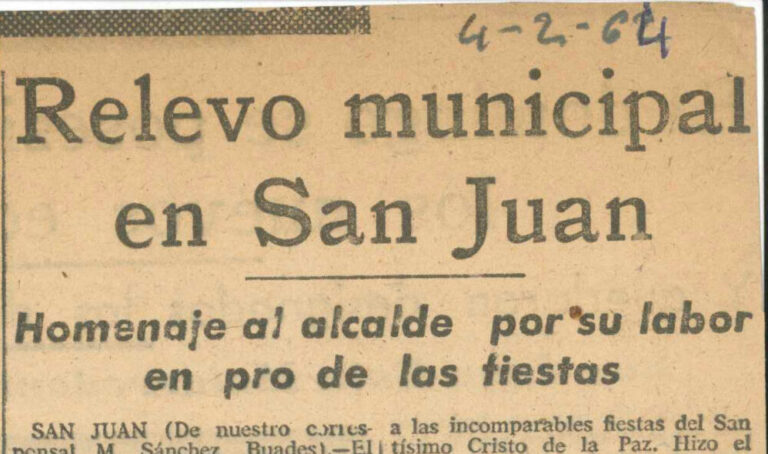 4-2-64
Relevo municipal
en San Juan
Homenaje al alcalde por su labor
en pro de las fiestas
SAN JUAN (De nuestro corres-
ponsal M. Sánchez Buades).—El
a las incomparables fiestas del San
tísimo Cristo de la Paz. Hizo el